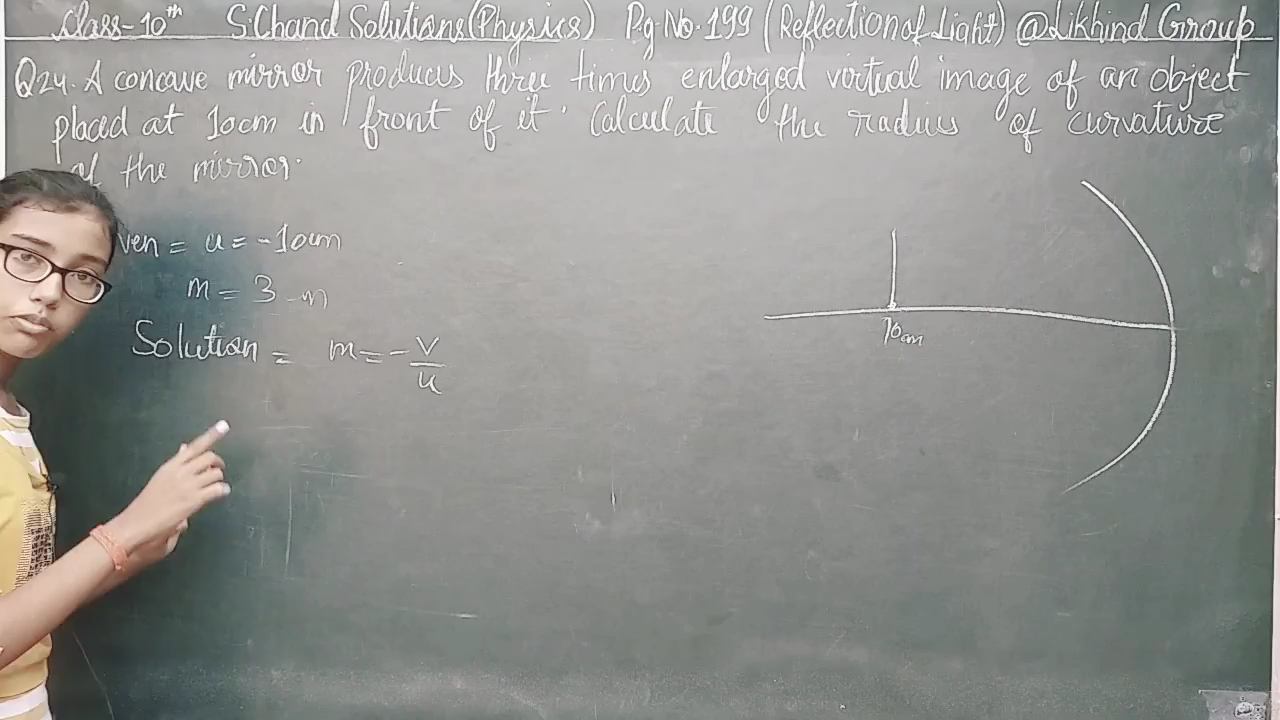 Class-10th S.Chand Solutions(Physics) Pg No. 199 (Reflection of Light) @Likhind Group
Q24. A concave mirror produces three times enlarged virtual image of an object
placed at 10cm in front of it. Calculate the radius of curvature
of the mirror.
ven = u = -10cm
m = 3 -m
Solution = m = - v/u
10cm